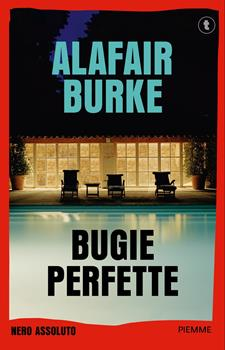 t
ALAFAIR
BURKE
BUGIE
PERFETTE
NERO ASSOLUTO
PIEMME